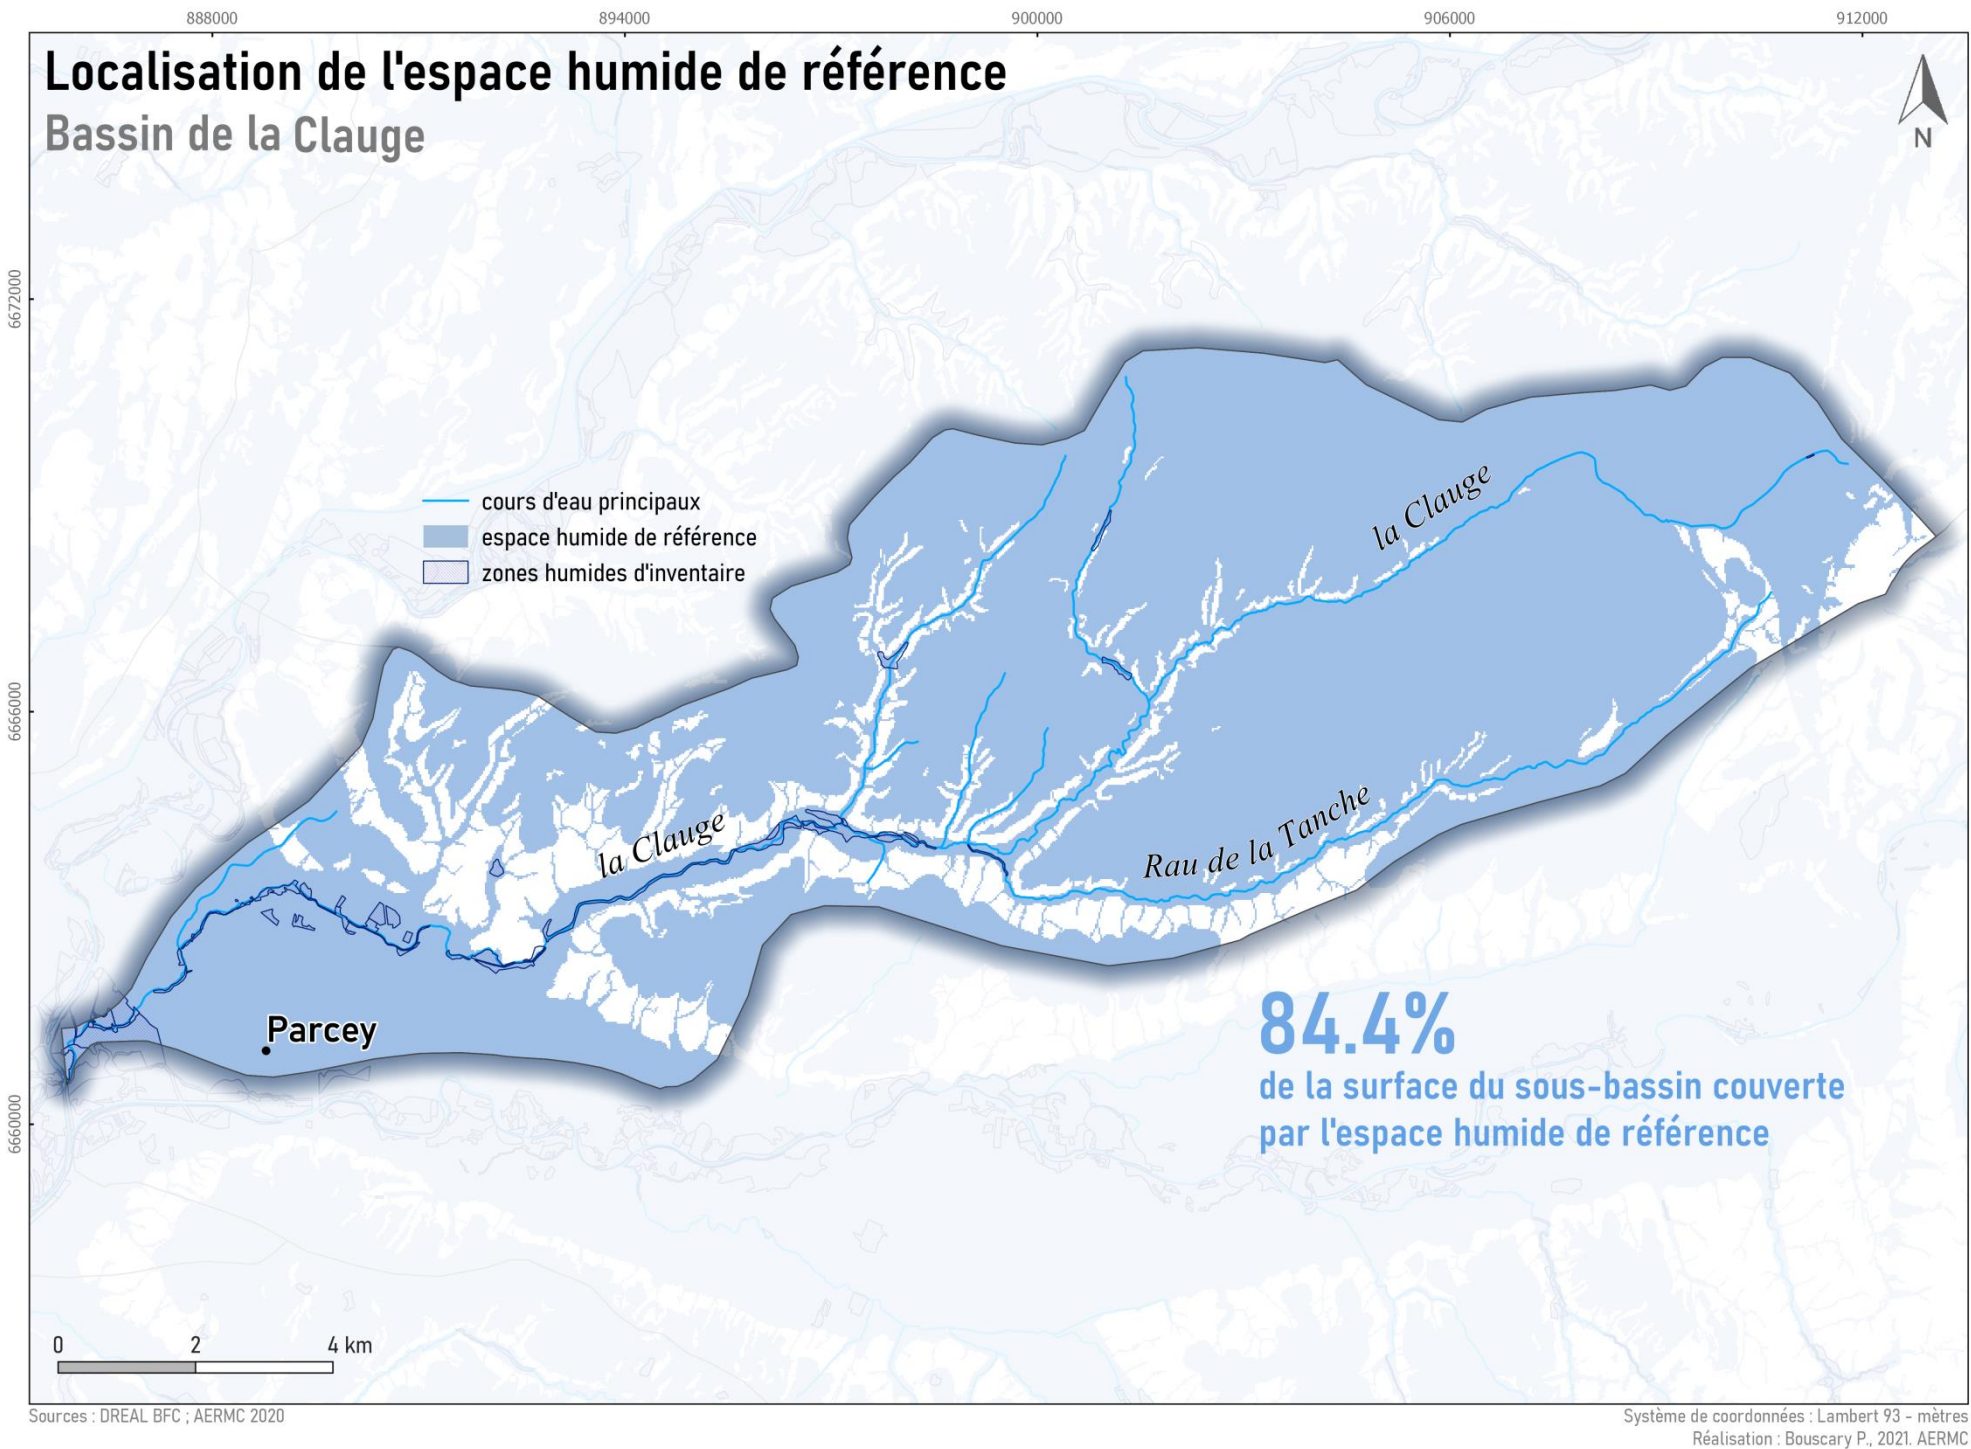 888000
894000
900000
906000
912000
Localisation de l'espace humide de référence
Bassin de la Clauge
N
6672000
6666000
6660000
cours d'eau principaux
espace humide de référence
zones humides d'inventaire
la Clauge
la Clauge
Rau de la Tanche
Parcey
84.4%
de la surface du sous-bassin couverte
par l'espace humide de référence
0 2 4 km
Sources : DREAL BFC ; AERMC 2020
Système de coordonnées : Lambert 93 - mètres
Réalisation : Bouscary P., 2021. AERMC